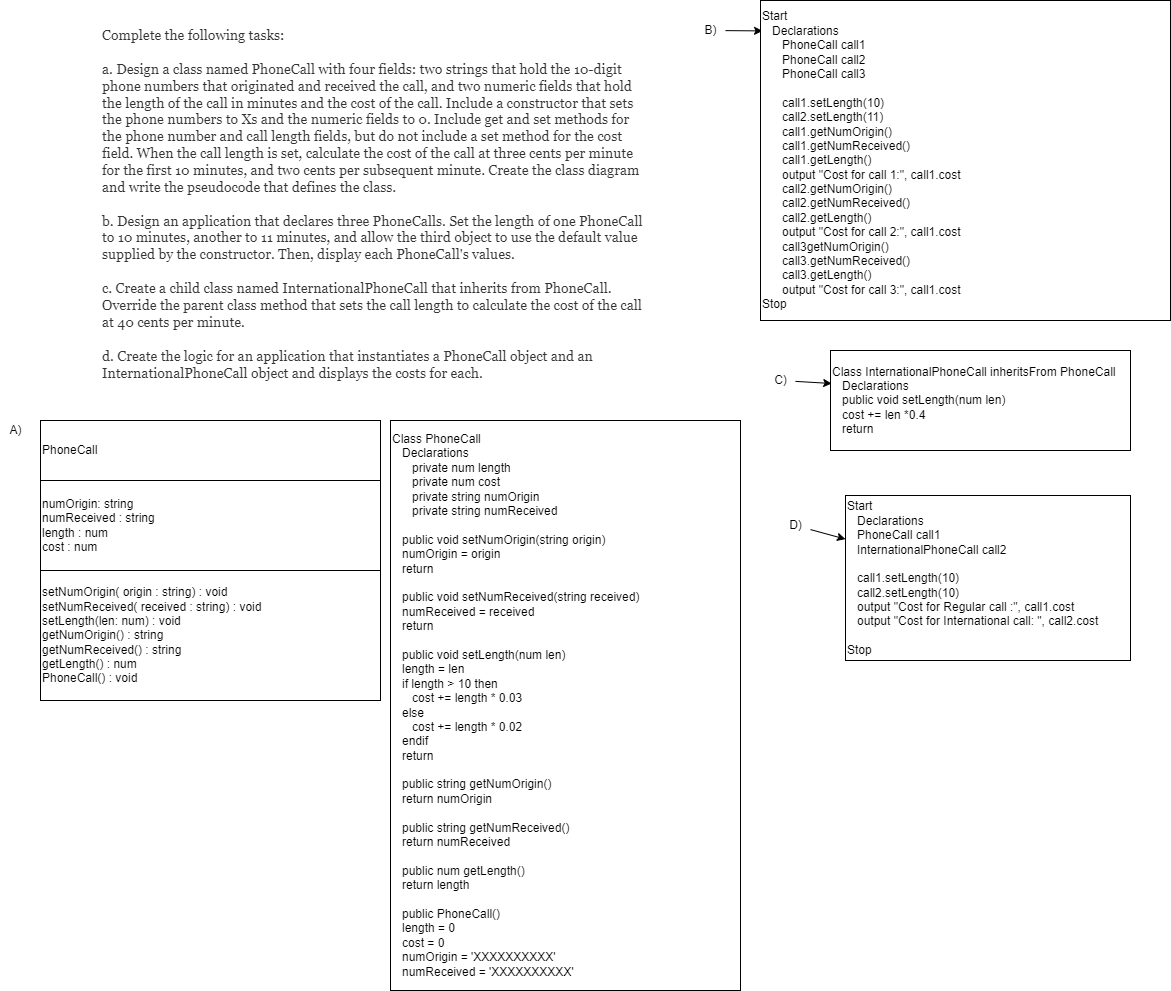 Complete the following tasks:
a. Design a class named PhoneCall with four fields: two strings that hold the 10-digit
phone numbers that originated and received the call, and two numeric fields that hold
the length of the call in minutes and the cost of the call. Include a constructor that sets
the phone numbers to Xs and the numeric fields to 0. Include get and set methods for
the phone number and call length fields, but do not include a set method for the cost
field. When the call length is set, calculate the cost of the call at three cents per minute
for the first 10 minutes, and two cents per subsequent minute. Create the class diagram
and write the pseudocode that defines the class.
b. Design an application that declares three PhoneCalls. Set the length of one PhoneCall
to 10 minutes, another to 11 minutes, and allow the third object to use the default value
supplied by the constructor. Then, display each PhoneCall's values.
c. Create a child class named InternationalPhoneCall that inherits from PhoneCall.
Override the parent class method that sets the call length to calculate the cost of the call
at 40 cents per minute.
d. Create the logic for an application that instantiates a PhoneCall object and an
InternationalPhoneCall object and displays the costs for each.
A)
PhoneCall
numOrigin: string
numReceived : string
length : num
cost : num
setNumOrigin( origin : string) : void
setNumReceived( received : string) : void
setLength(len: num) : void
getNumOrigin() : string
getNumReceived() : string
getLength() : num
PhoneCall() : void
Class PhoneCall
Declarations
private num length
private num cost
private string numOrigin
private string numReceived
public void setNumOrigin(string origin)
numOrigin = origin
return
public void setNumReceived(string received)
numReceived = received
return
public void setLength(num len)
length = len
if length > 10 then
cost += length * 0.03
else
cost += length * 0.02
endif
return
public string getNumOrigin()
return numOrigin
public string getNumReceived()
return numReceived
public num getLength()
return length
public PhoneCall()
length = 0
cost = 0
numOrigin = 'XXXXXXXXXX'
numReceived = 'XXXXXXXXXX'
B)
Start
Declarations
PhoneCall call1
PhoneCall call2
PhoneCall call3
call1.setLength(10)
call2.setLength(11)
call1.getNumOrigin()
call1.getNumReceived()
call1.getLength()
output "Cost for call 1:", call1.cost
call2.getNumOrigin()
call2.getNumReceived()
call2.getLength()
output "Cost for call 2:", call1.cost
call3getNumOrigin()
call3.getNumReceived()
call3.getLength()
output "Cost for call 3:", call1.cost
Stop
C)
Class InternationalPhoneCall inheritsFrom PhoneCall
Declarations
public void setLength(num len)
cost += len *0.4
return
D)
Start
Declarations
PhoneCall call1
InternationalPhoneCall call2
call1.setLength(10)
call2.setLength(10)
output "Cost for Regular call :", call1.cost
output "Cost for International call: ", call2.cost
Stop